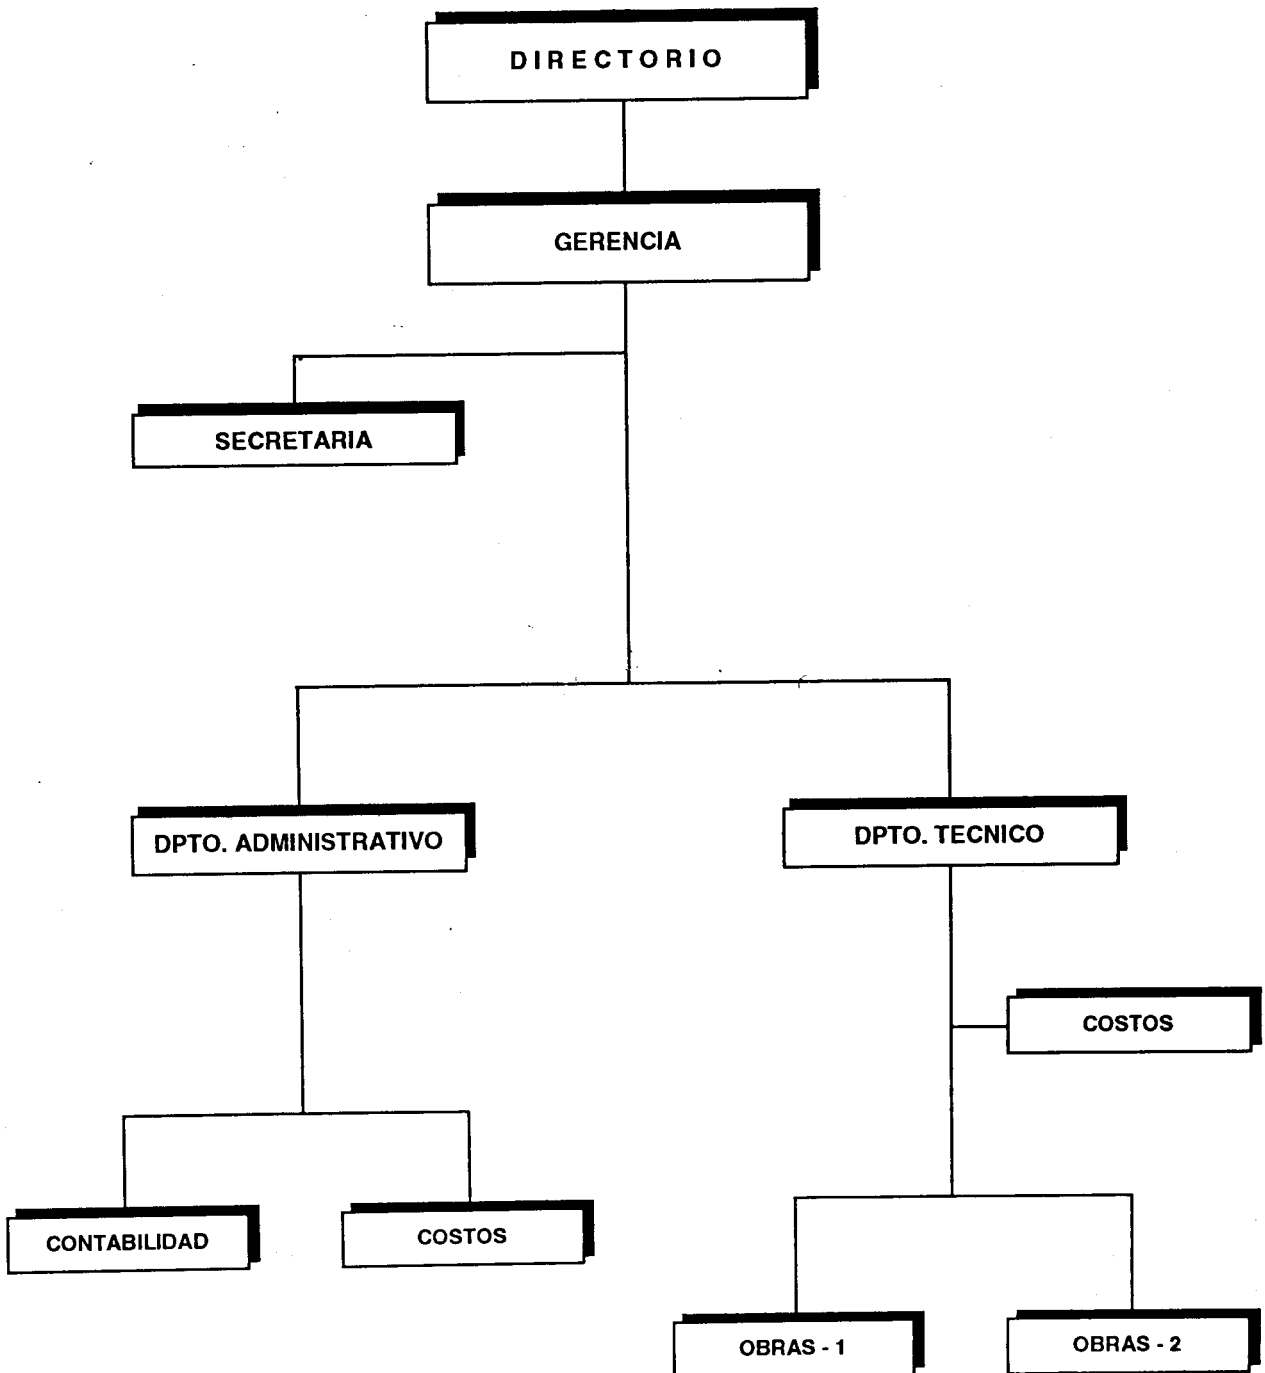 DIRECTORIO
GERENCIA
SECRETARIA
DPTO. ADMINISTRATIVO
DPTO. TECNICO
COSTOS
CONTABILIDAD
COSTOS
OBRAS - 1
OBRAS - 2